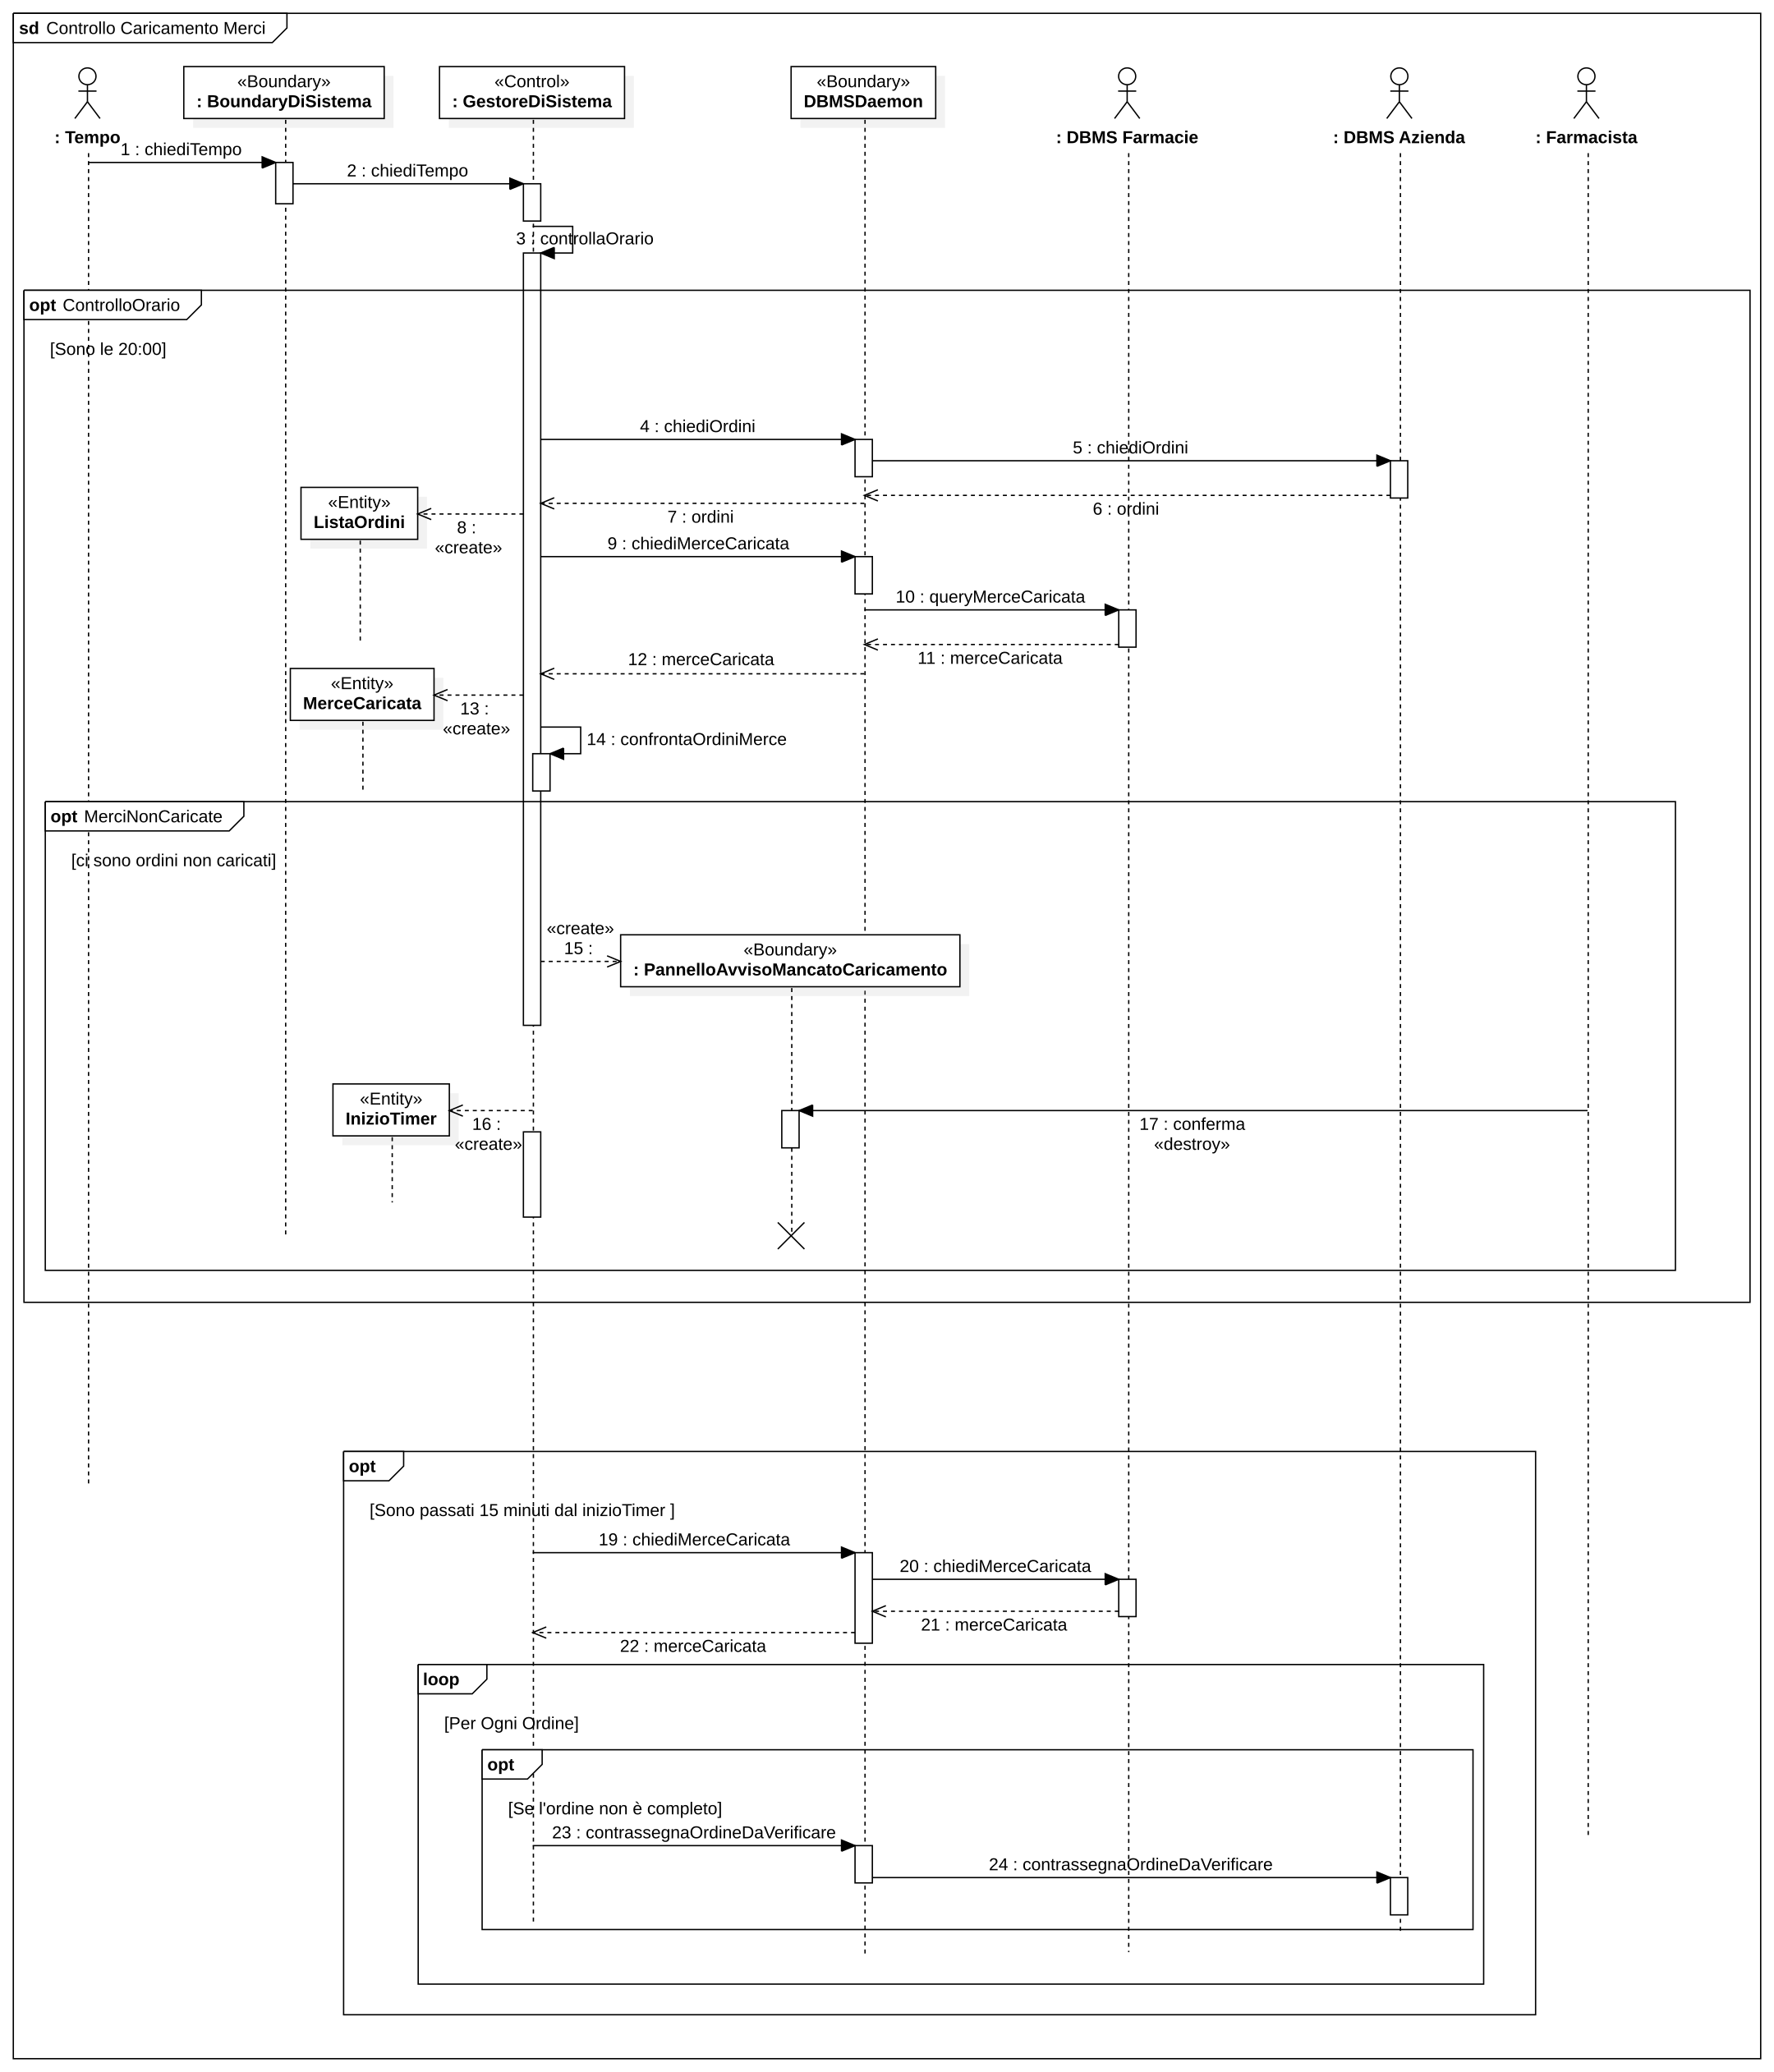 sd Controllo Caricamento Merci
«Boundary»
: BoundaryDiSistema
«Control»
: GestoreDiSistema
«Boundary»
DBMSDaemon
: Tempo
: DBMS Farmacie
: DBMS Azienda
: Farmacista
1 : chiediTempo
2 : chiediTempo
3 : controllaOrario
opt ControlloOrario
[Sono le 20:00]
4 : chiediOrdini
5 : chiediOrdini
6 : ordini
7 : ordini
«Entity»
ListaOrdini
8 :
«create»
9 : chiediMerceCaricata
10 : queryMerceCaricata
11 : merceCaricata
12 : merceCaricata
«Entity»
MerceCaricata
13 :
«create»
14 : confrontaOrdiniMerce
opt MerciNonCaricate
[ci sono ordini non caricati]
«create»
15 :
«Boundary»
: PannelloAvvisoMancatoCaricamento
«Entity»
InizioTimer
16 :
«create»
17 : conferma
«destroy»
opt
[Sono passati 15 minuti dal inizioTimer ]
19 : chiediMerceCaricata
20 : chiediMerceCaricata
21 : merceCaricata
22 : merceCaricata
loop
[Per Ogni Ordine]
opt
[Se l'ordine non è completo]
23 : contrassegnaOrdineDaVerificare
24 : contrassegnaOrdineDaVerificare